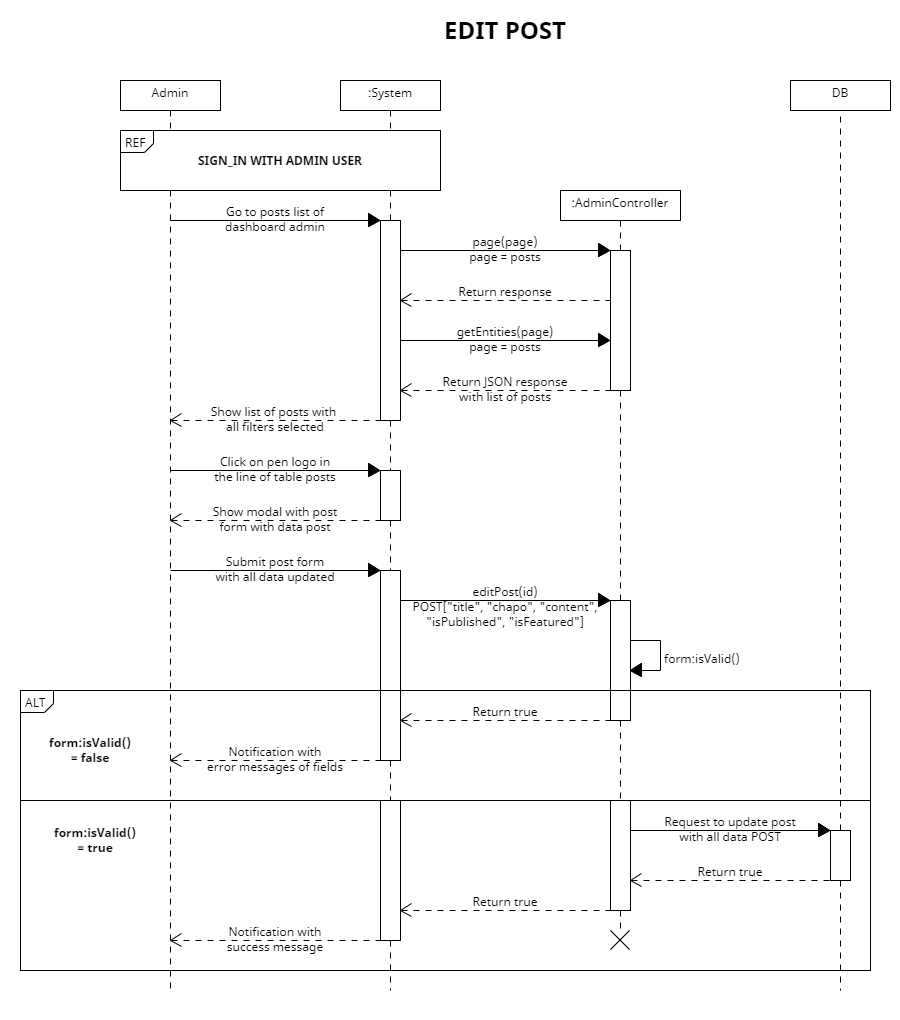 EDIT POST
Admin
:System
DB
REF
SIGN_IN WITH ADMIN USER
:AdminController
Go to posts list of
dashboard admin
page(page)
page = posts
Return response
getEntities(page)
page = posts
Return JSON response
with list of posts
Show list of posts with
all filters selected
Click on pen logo in
the line of table posts
Show modal with post
form with data post
Submit post form
with all data updated
editPost(id)
POST["title", "chapo", "content",
"isPublished", "isFeatured"]
form:isValid()
ALT
Return true
form:isValid()
= false
Notification with
error messages of fields
Request to update post
with all data POST
form:isValid()
= true
Return true
Return true
Notification with
success message